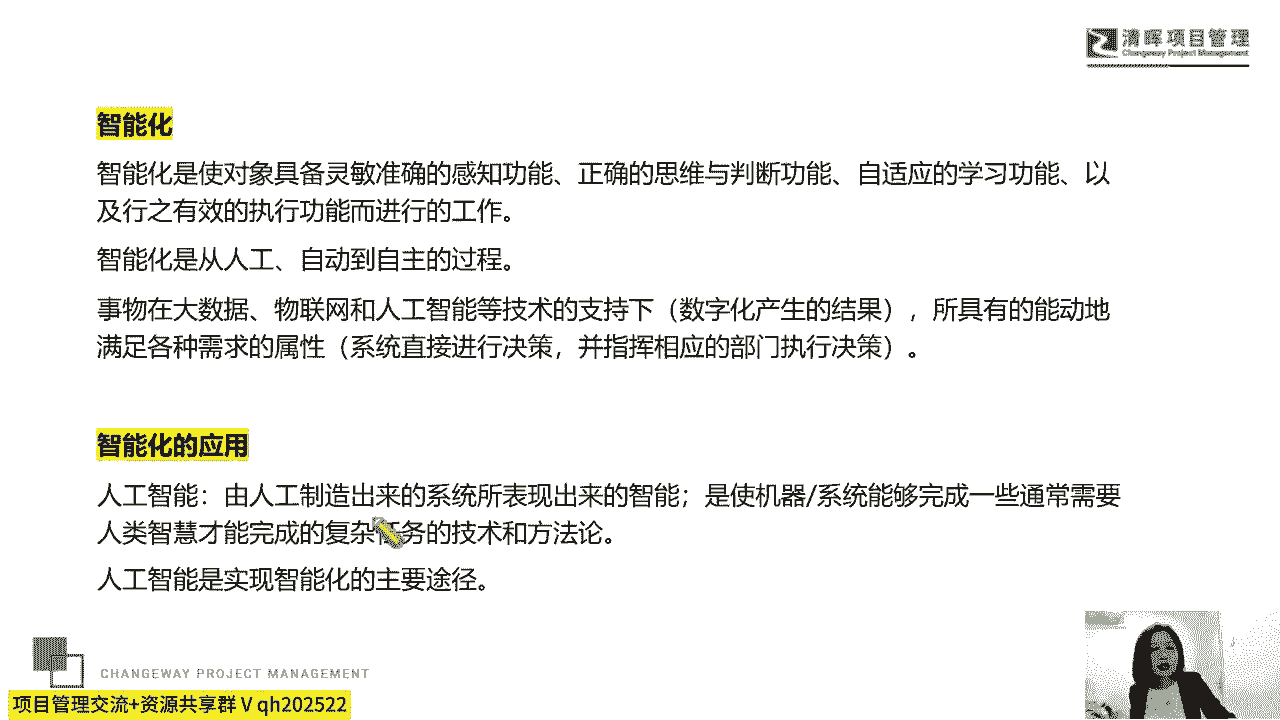 清晖项目管理
Changeway Project Management
智能化
智能化是使对象具备灵敏准确的感知功能、正确的思维与判断功能、自适应的学习功能、以
及行之有效的执行功能而进行的工作。
智能化是从人工、自动到自主的过程。
事物在大数据、物联网和人工智能等技术的支持下（数字化产生的结果），所具有的能动地
满足各种需求的属性（系统直接进行决策，并指挥相应的部门执行决策）。
智能化的应用
人工智能：由人工制造出来的系统所表现出来的智能；是使机器/系统能够完成一些通常需要
人类智慧才能完成的复杂任务的技术和方法论。
人工智能是实现智能化的主要途径。
CHANGEWAY PROJECT MANAGEMENT
项目管理交流+资源共享群 V qh202522